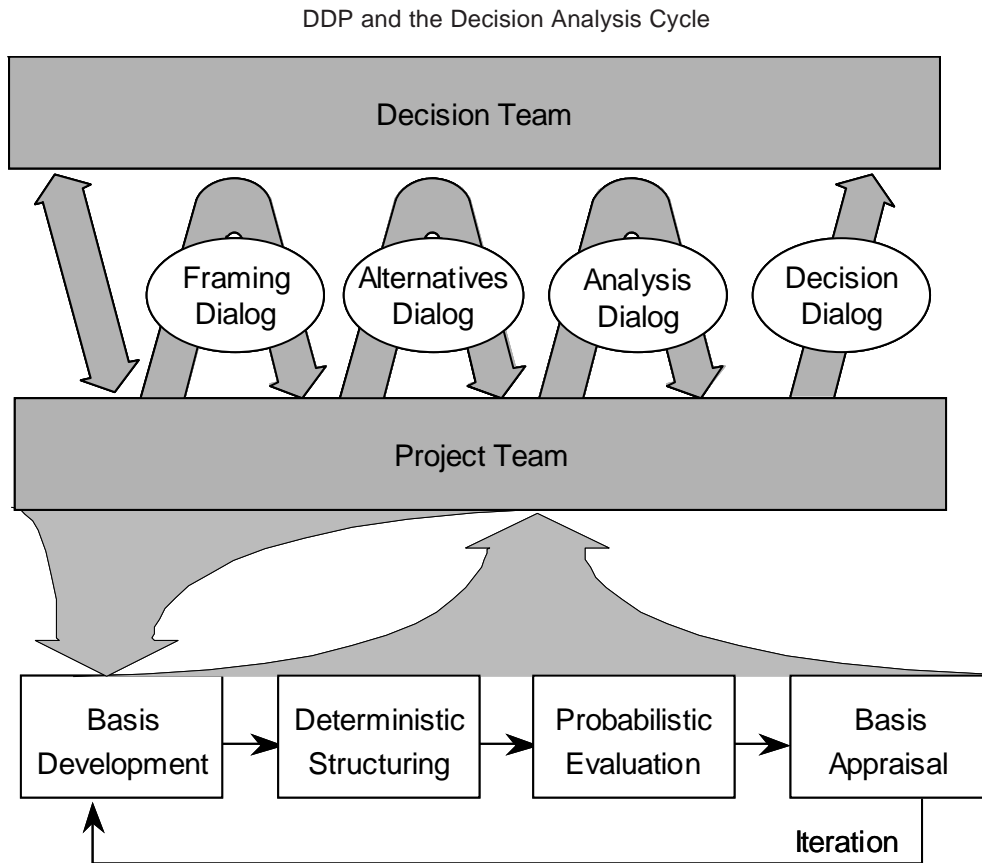 DDP and the Decision Analysis Cycle
Decision Team
Framing
Dialog
Alternatives
Dialog
Analysis
Dialog
Decision
Dialog
Project Team
Basis
Development
Deterministic
Structuring
Probabilistic
Evaluation
Basis
Appraisal
Iteration